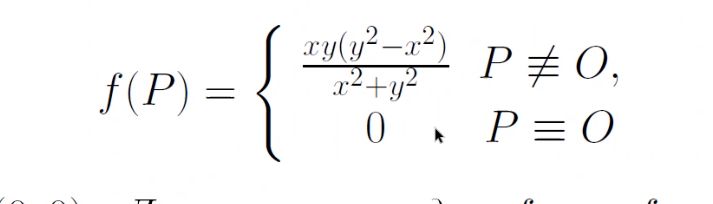 f(P) = { xy(y²−x²) / x²+y²   P ≢ O,
0   P ≡ O